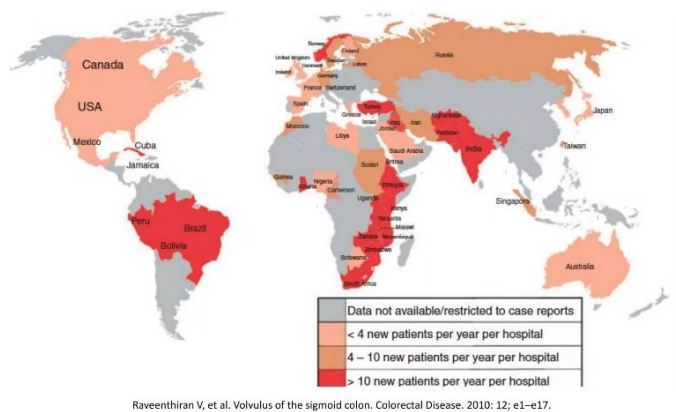 Canada
USA
Mexico
Cuba
Jamaica
Peru
Brazil
Bolivia
Norway
Finland
Sweden
United Kingdom
Denmark
Latvia
Ireland
Germany
France
Switzerland
Spain
Greece
Turkey
Russia
Morocco
Israel
Iraq
Jordan
Iran
Afghanistan
Pakistan
India
Japan
Taiwan
Libya
Saudi Arabia
Sudan
Eritrea
Guinea
Ghana
Nigeria
Cameroon
Ethiopia
Uganda
Kenya
Tanzania
Malawi
Zambia
Mozambique
Zimbabwe
Botswana
South Africa
Singapore
Australia
Data not available/restricted to case reports
< 4 new patients per year per hospital
4 – 10 new patients per year per hospital
> 10 new patients per year per hospital
Raveenthiran V, et al. Volvulus of the sigmoid colon. Colorectal Disease. 2010: 12; e1–e17.